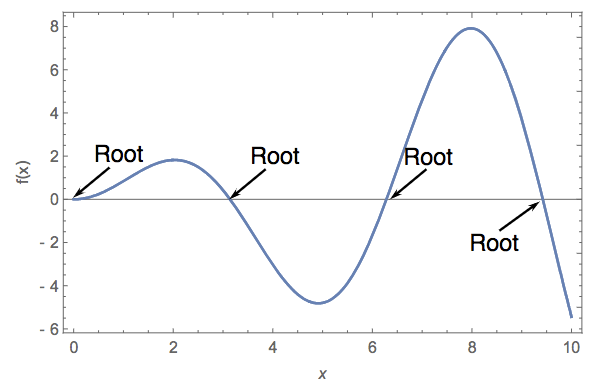 8
6
4
2
0
- 2
- 4
- 6
f(x)
Root
Root
Root
Root
0 2 4 6 8 10
x